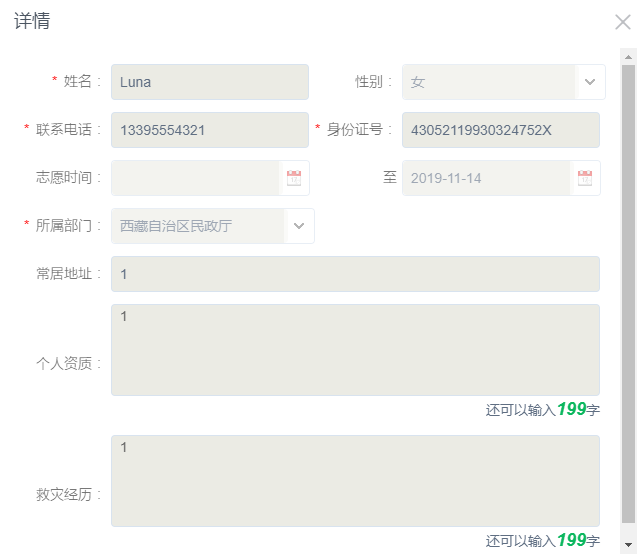 详情
* 姓名： Luna 性别： 女
* 联系电话： 13395554321 * 身份证号： 43052119930324752X
志愿时间： 至 2019-11-14
* 所属部门： 西藏自治区民政厅
常居地址： 1
个人资质： 1
还可以输入199字
救灾经历： 1
还可以输入199字